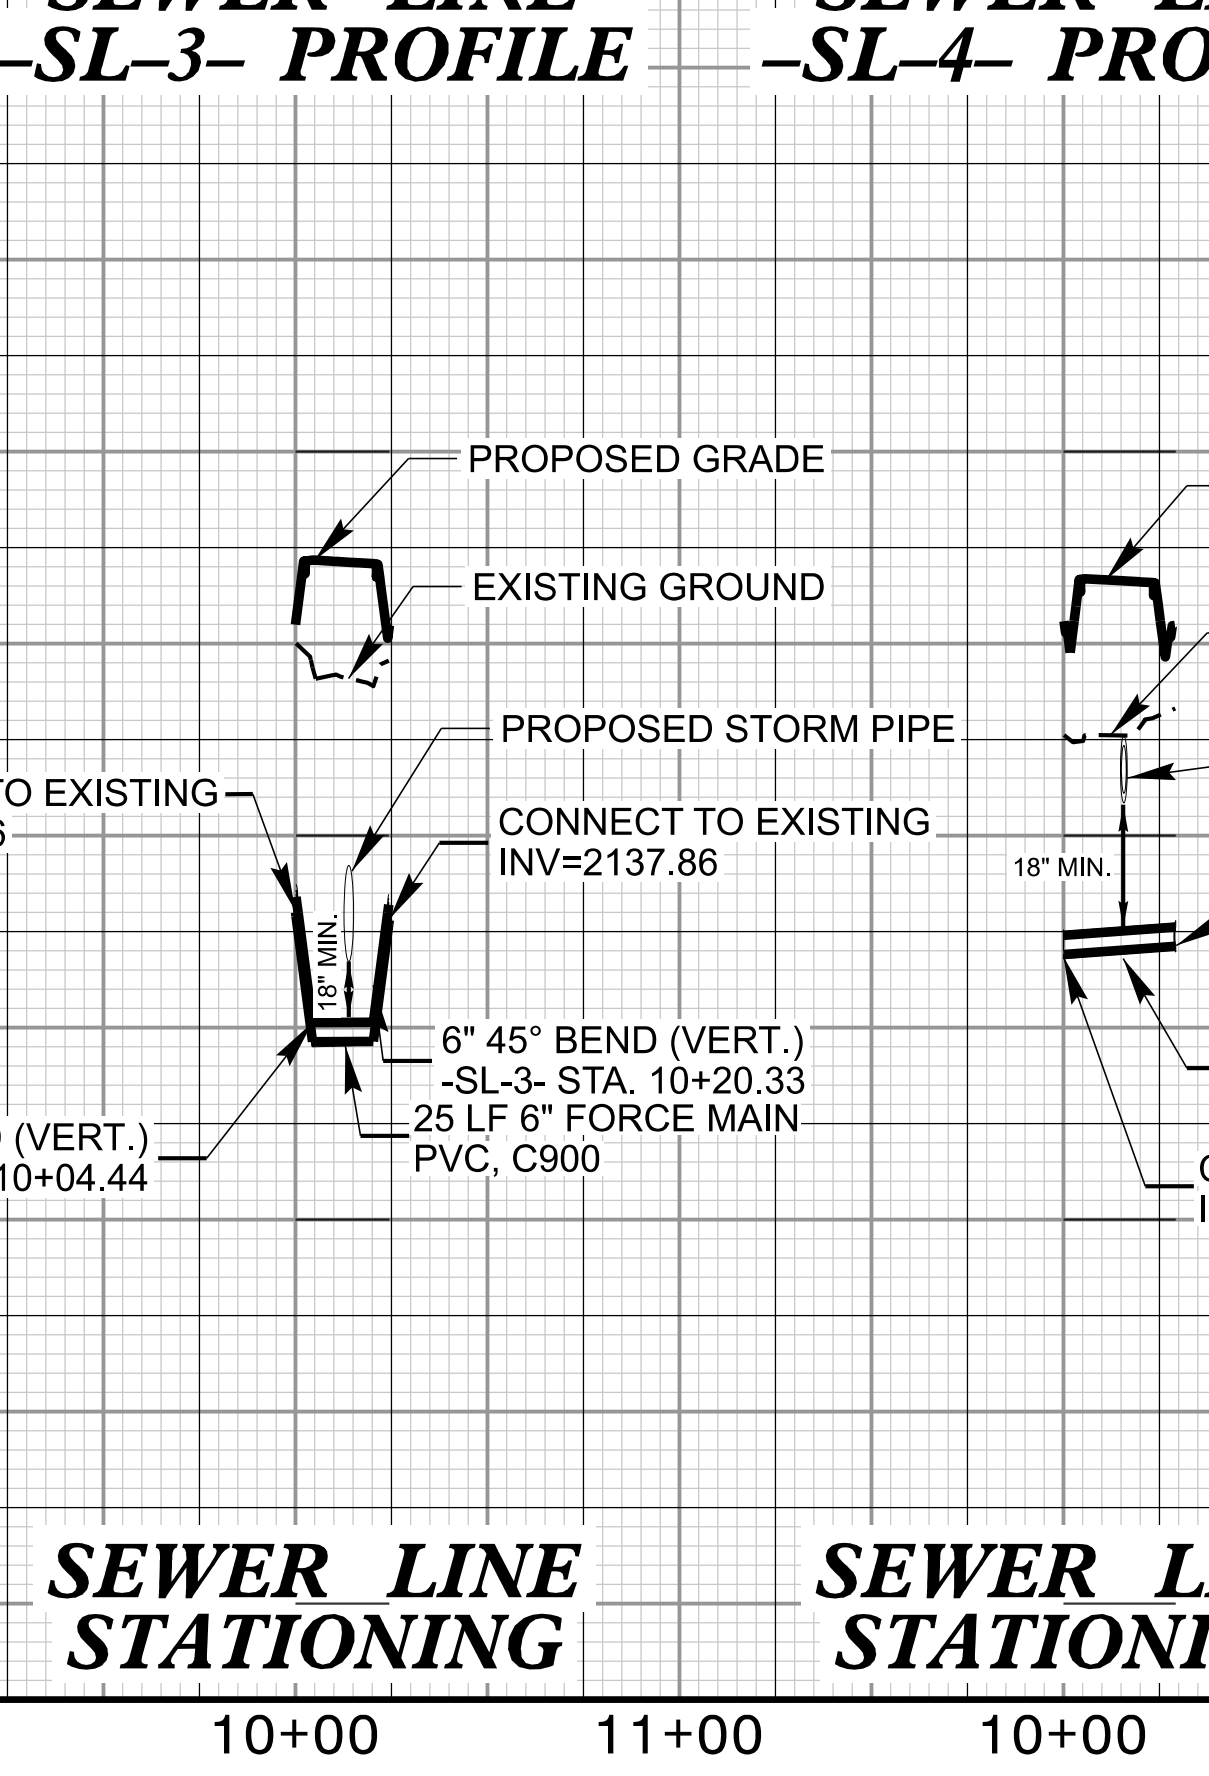 SEWER LINE
-SL-3- PROFILE
-SL-4- PRO
PROPOSED GRADE
EXISTING GROUND
PROPOSED STORM PIPE
TO EXISTING
CONNECT TO EXISTING
INV=2137.86
18" MIN.
18" MIN.
6" 45° BEND (VERT.)
-SL-3- STA. 10+20.33
25 LF 6" FORCE MAIN
PVC, C900
(VERT.)
10+04.44
SEWER LINE
STATIONING
SEWER L
STATIONI
10+00
11+00
10+00